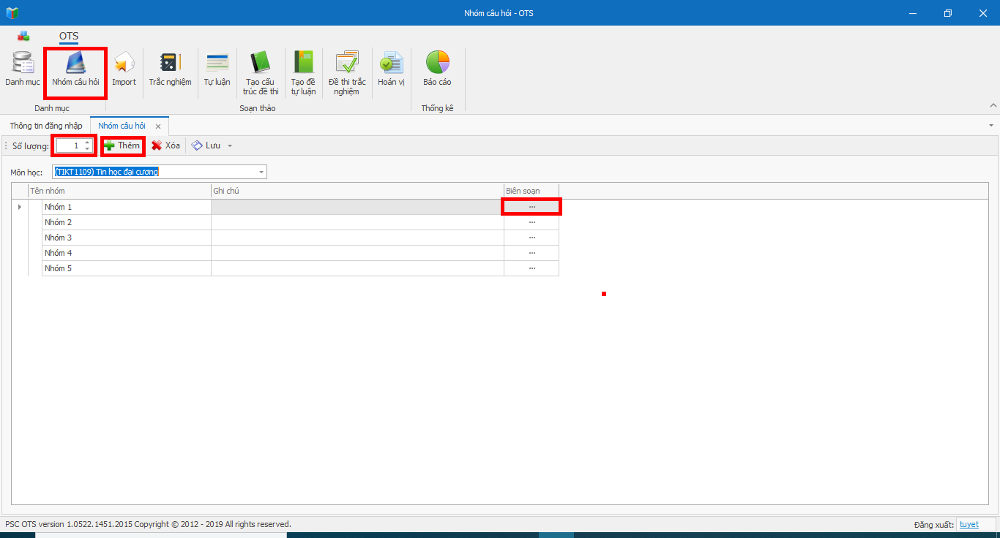 Nhóm câu hỏi - OTS
OTS
Danh mục
Nhóm câu hỏi
Import
Trắc nghiệm
Tự luận
Tạo cấu
trúc đề thi
Tạo đề
tự luận
Đề thi trắc
nghiệm
Hoán vị
Báo cáo
Danh mục
Soạn thảo
Thống kê
Thông tin đăng nhập
Nhóm câu hỏi
Số lượng: 1 Thêm Xóa Lưu
Môn học: (TIKT1109) Tin học đại cương
Tên nhóm Ghi chú Biên soạn
Nhóm 1 ...
Nhóm 2 ...
Nhóm 3 ...
Nhóm 4 ...
Nhóm 5 ...
PSC OTS version 1.0522.1451.2015 Copyright © 2012 - 2019 All rights reserved.
Đăng xuất: tuyet